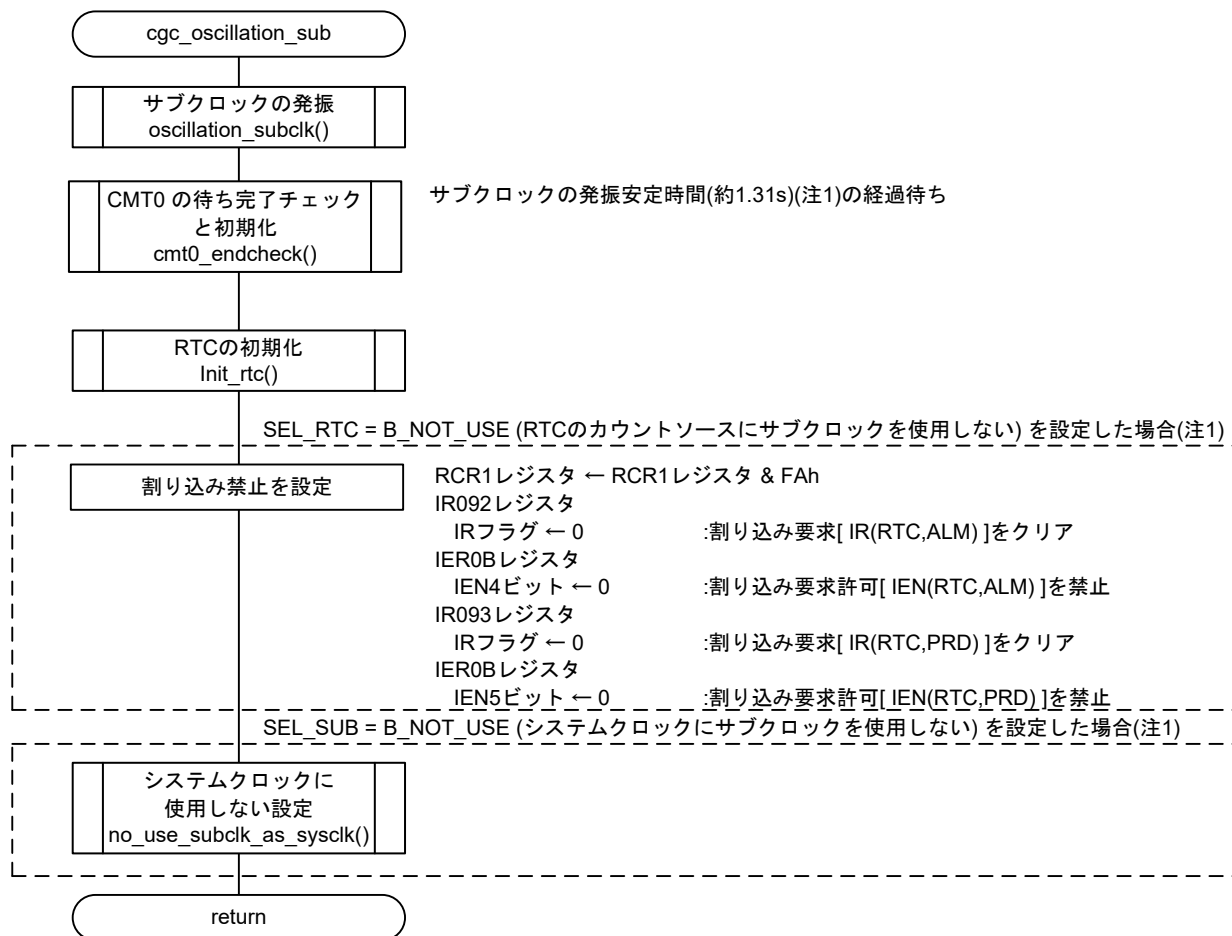 cgc_oscillation_sub
サブクロックの発振
oscillation_subclk()
CMT0 の待ち完了チェック
と初期化
cmt0_endcheck()
サブクロックの発振安定時間(約1.31s)(注1)の経過待ち
RTCの初期化
Init_rtc()
SEL_RTC = B_NOT_USE (RTCのカウントソースにサブクロックを使用しない) を設定した場合(注1)
割り込み禁止を設定
RCR1レジスタ ← RCR1レジスタ & FAh
IR092レジスタ
IRフラグ ← 0 :割り込み要求[ IR(RTC,ALM) ]をクリア
IER0Bレジスタ
IEN4ビット ← 0 :割り込み要求許可[ IEN(RTC,ALM) ]を禁止
IR093レジスタ
IRフラグ ← 0 :割り込み要求[ IR(RTC,PRD) ]をクリア
IER0Bレジスタ
IEN5ビット ← 0 :割り込み要求許可[ IEN(RTC,PRD) ]を禁止
SEL_SUB = B_NOT_USE (システムクロックにサブクロックを使用しない) を設定した場合(注1)
システムクロックに
使用しない設定
no_use_subclk_as_sysclk()
return